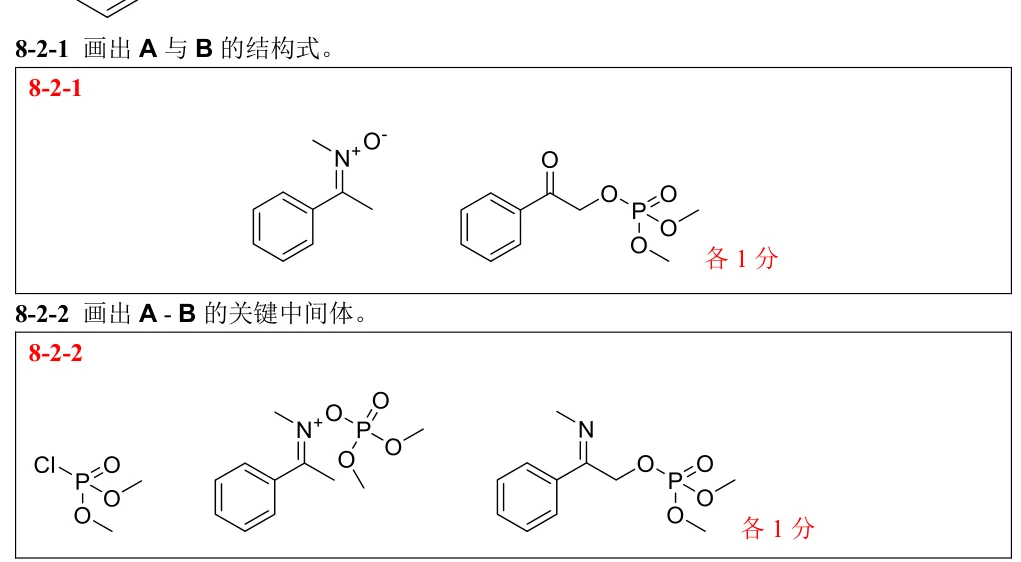 8-2-1 画出 A 与 B 的结构式。
8-2-1
N+ O-
O
O P O
O
O
各 1 分
8-2-2 画出 A - B 的关键中间体。
8-2-2
Cl P O
O
O
N+ O P O
O
O
N
O P O
O
O
各 1 分